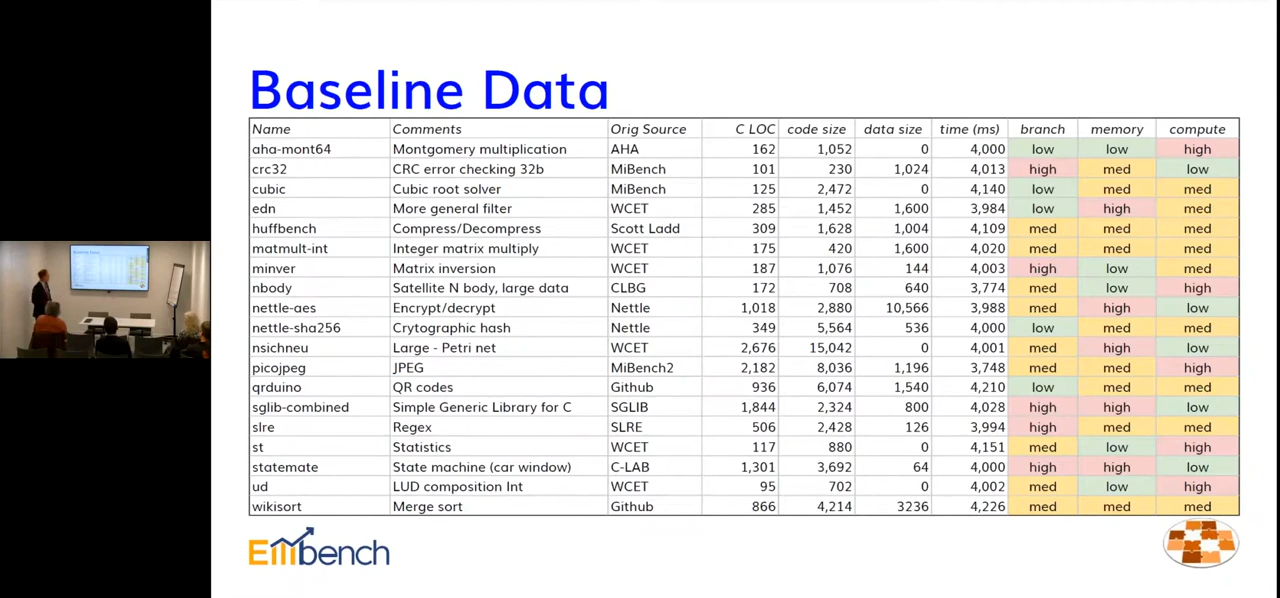 Baseline Data
Name Comments Orig Source C LOC code size data size time (ms) branch memory compute
aha-mont64 Montgomery multiplication AHA 162 1,052 0 4,000 low low high
crc32 CRC error checking 32b MiBench 101 230 1,024 4,013 high med low
cubic Cubic root solver MiBench 125 2,472 0 4,140 low med med
edn More general filter WCET 285 1,452 1,600 3,984 low high med
huffbench Compress/Decompress Scott Ladd 309 1,628 1,004 4,109 med med med
matmult-int Integer matrix multiply WCET 175 420 1,600 4,020 med med med
minver Matrix inversion WCET 187 1,076 144 4,003 high low med
nbody Satellite N body, large data CLBG 172 708 640 3,774 med low high
nettle-aes Encrypt/decrypt Nettle 1,018 2,880 10,566 3,988 med high low
nettle-sha256 Crytographic hash Nettle 349 5,564 536 4,000 low med med
nsichneu Large - Petri net WCET 2,676 15,042 0 4,001 med high low
picojpeg JPEG MiBench2 2,182 8,036 1,196 3,748 med med high
qrduino QR codes Github 936 6,074 1,540 4,210 low med med
sglib-combined Simple Generic Library for C SGLIB 1,844 2,324 800 4,028 high high low
slre Regex SLRE 506 2,428 126 3,994 high med med
st Statistics WCET 117 880 0 4,151 med low high
statemate State machine (car window) C-LAB 1,301 3,692 64 4,000 high high low
ud LUD composition Int WCET 95 702 0 4,002 med low high
wikisort Merge sort Github 866 4,214 3236 4,226 med med med
Embench